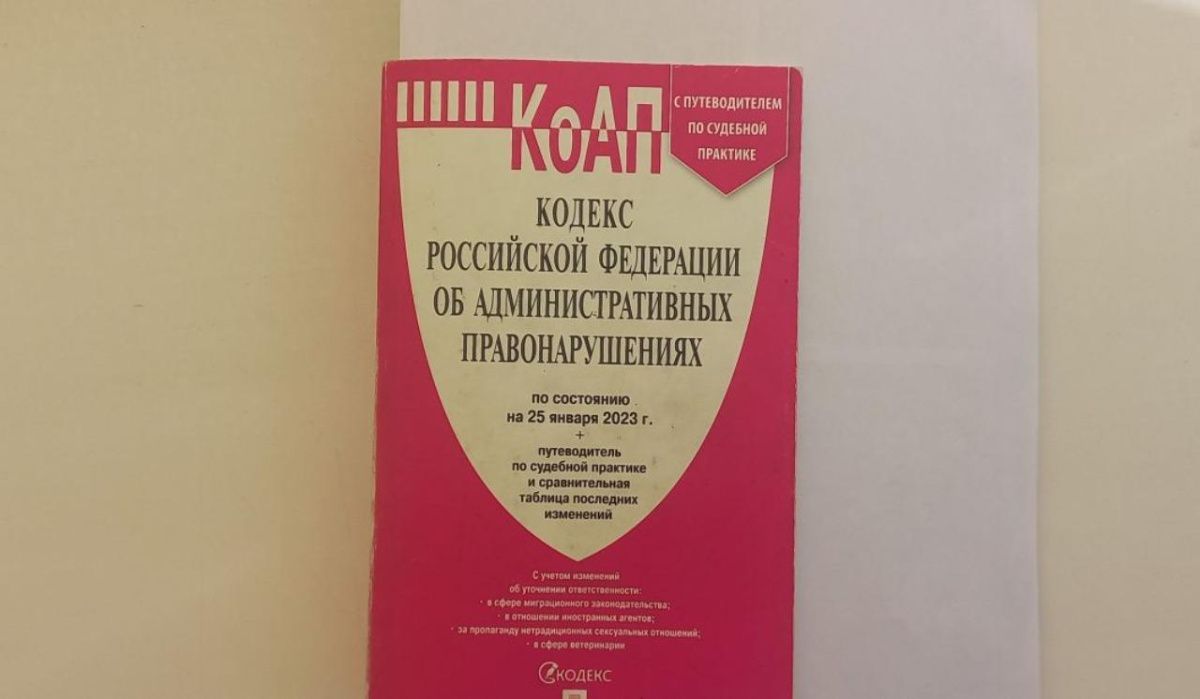 КоАП
С ПУТЕВОДИТЕЛЕМ
ПО СУДЕБНОЙ
ПРАКТИКЕ
КОДЕКС
РОССИЙСКОЙ ФЕДЕРАЦИИ
ОБ АДМИНИСТРАТИВНЫХ
ПРАВОНАРУШЕНИЯХ
по состоянию
на 25 января 2023 г.
+
путеводитель
по судебной практике
и сравнительная
таблица последних
изменений
С учетом изменений
об уточнении ответственности:
· в сфере миграционного законодательства;
· в отношении иностранных агентов;
· за пропаганду нетрадиционных сексуальных отношений;
· в сфере ветеринарии
КОДЕКС